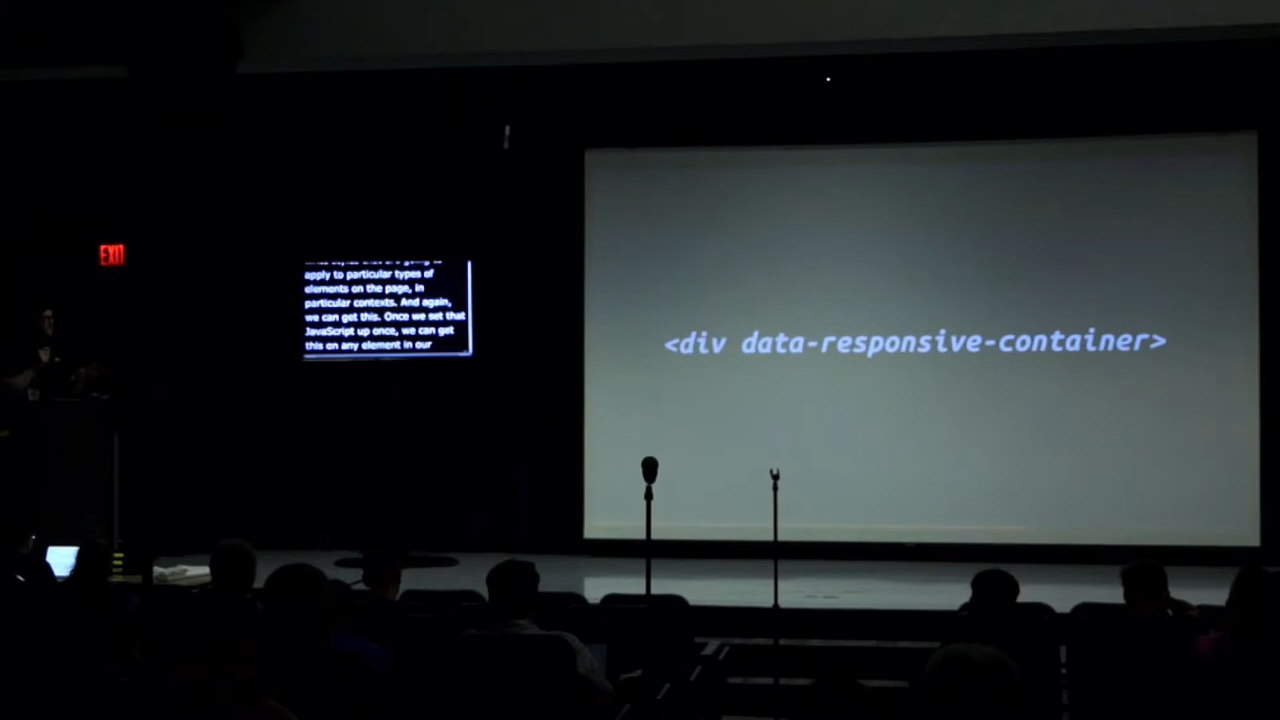 EXIT
apply to particular types of
elements on the page, in
particular contexts. And again,
we can get this. Once we set that
JavaScript up once, we can get
this on any element in our
<div data-responsive-container>